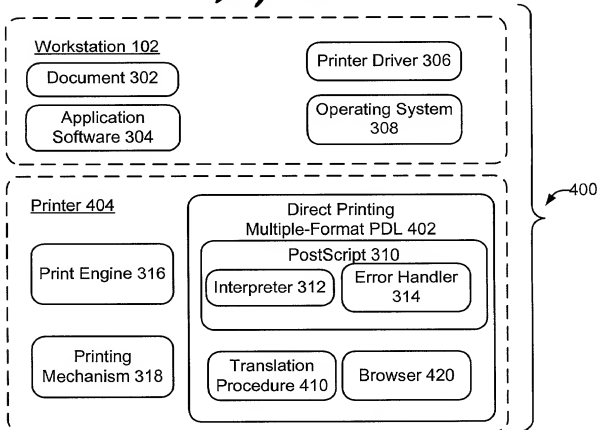 Workstation 102
Document 302
Application
Software 304
Printer Driver 306
Operating System
308
400
Printer 404
Print Engine 316
Printing
Mechanism 318
Direct Printing
Multiple-Format PDL 402
PostScript 310
Interpreter 312
Error Handler
314
Translation
Procedure 410
Browser 420